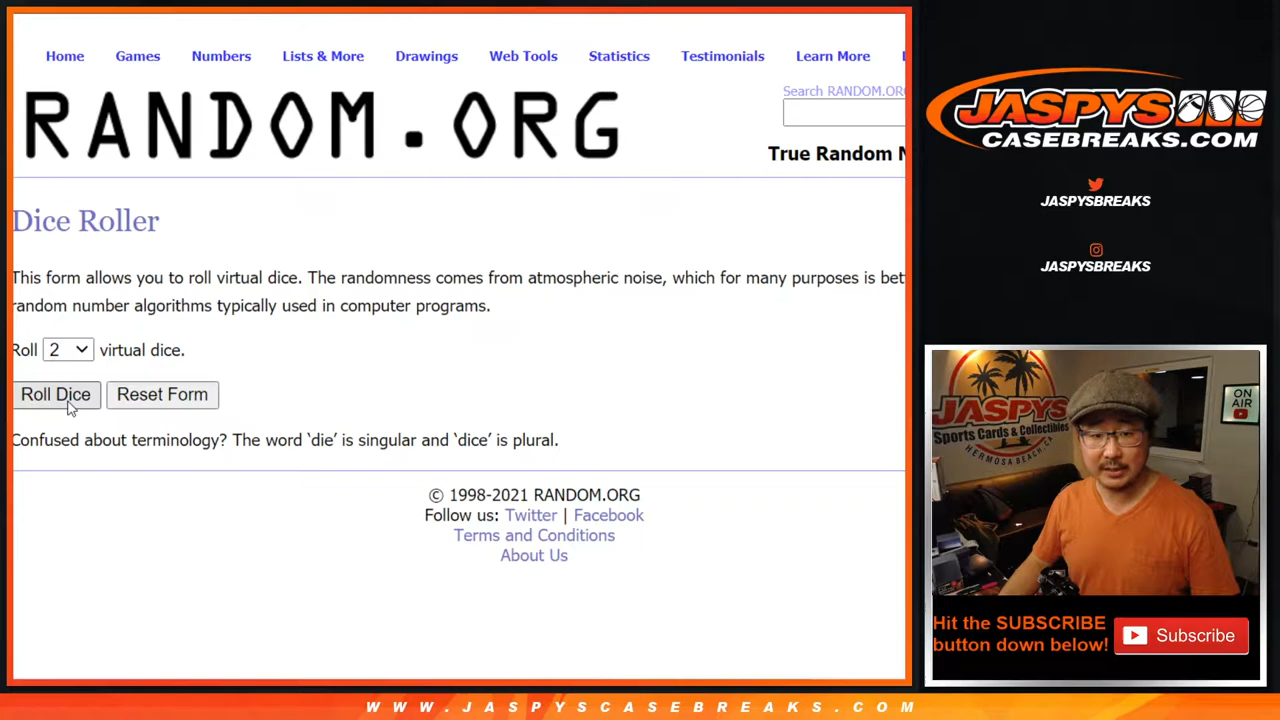 Home Games Numbers Lists & More Drawings Web Tools Statistics Testimonials Learn More
Search RANDOM.OR
RANDOM.ORG
True Random N
Dice Roller
This form allows you to roll virtual dice. The randomness comes from atmospheric noise, which for many purposes is bet
random number algorithms typically used in computer programs.
Roll 2 virtual dice.
Roll Dice Reset Form
Confused about terminology? The word ‘die’ is singular and ‘dice’ is plural.
© 1998-2021 RANDOM.ORG
Follow us: Twitter | Facebook
Terms and Conditions
About Us
JASPYS
CASEBREAKS.COM
JASPYSBREAKS
JASPYSBREAKS
JASPYS
Sports Cards & Collectibles
HERMOSA BEACH, CA
ON
AIR
Hit the SUBSCRIBE
button down below!
Subscribe
WWW.JASPYSCASEBREAKS.COM